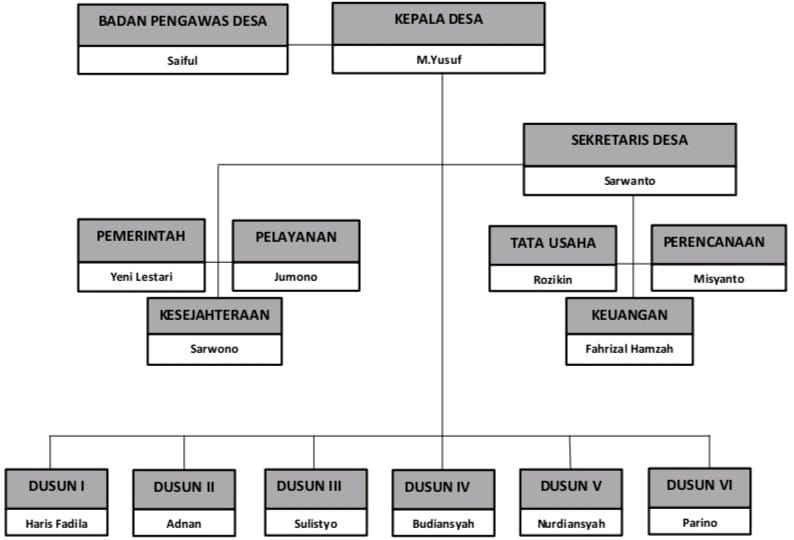 BADAN PENGAWAS DESA
Saiful
KEPALA DESA
M.Yusuf
SEKRETARIS DESA
Sarwanto
PEMERINTAH
Yeni Lestari
PELAYANAN
Jumono
KESEJAHTERAAN
Sarwono
TATA USAHA
Rozikin
PERENCANAAN
Misyanto
KEUANGAN
Fahrizal Hamzah
DUSUN I
Haris Fadila
DUSUN II
Adnan
DUSUN III
Sulistyo
DUSUN IV
Budiansyah
DUSUN V
Nurdiansyah
DUSUN VI
Parino